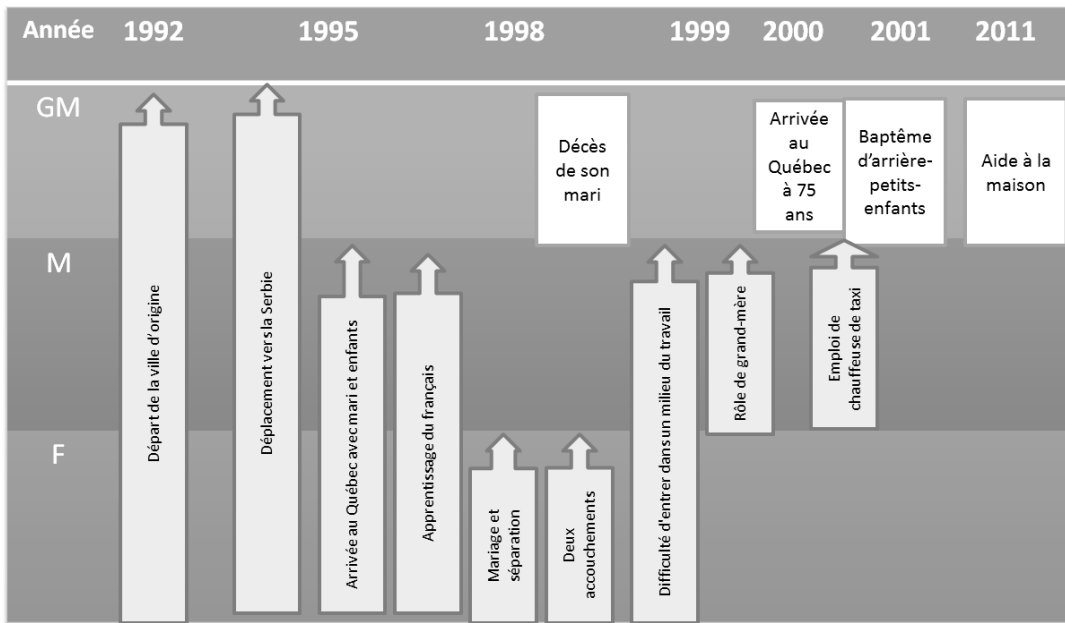 Année 1992 1995 1998 1999 2000 2001 2011
GM
Décès
de son
mari
Arrivée
au
Québec
à 75
ans
Baptême
d'arrière-
petits-
enfants
Aide à la
maison
M
F
Départ de la ville d'origine
Déplacement vers la Serbie
Arrivée au Québec avec mari et enfants
Apprentissage du français
Mariage et
séparation
Deux
accouchements
Difficulté d'entrer dans un milieu du travail
Rôle de grand-mère
Emploi de
chauffeuse de taxi